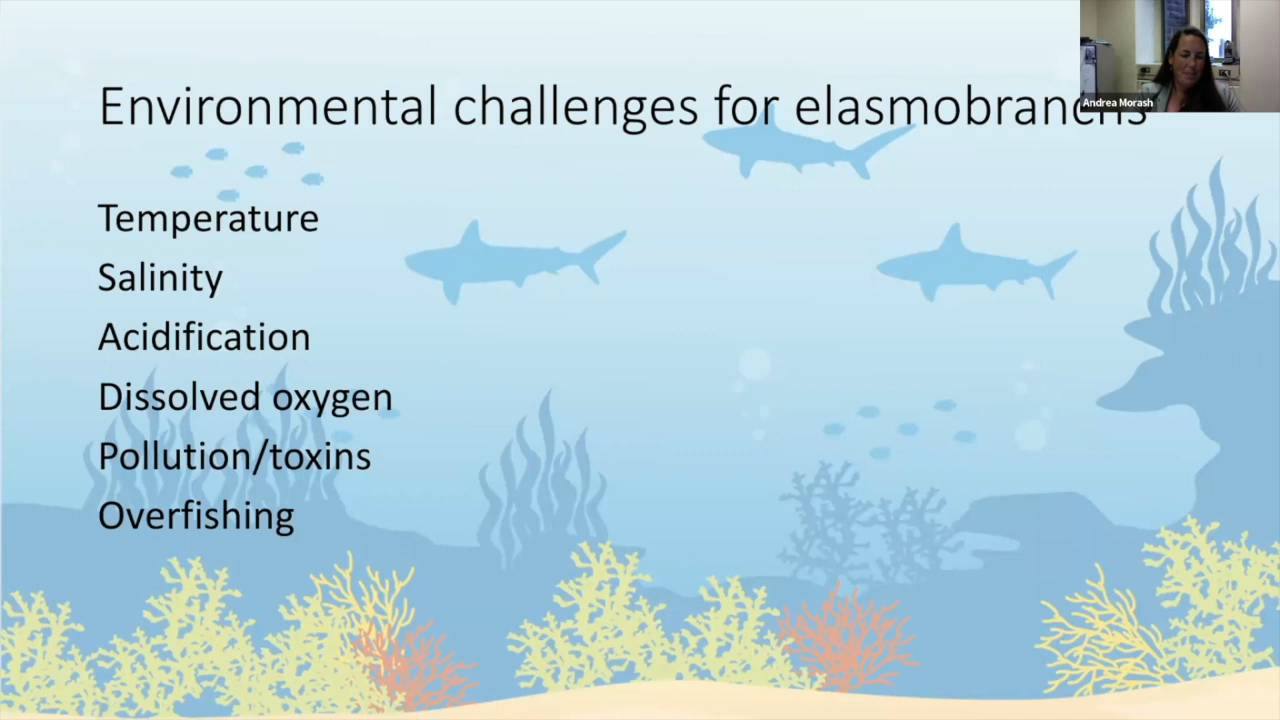 Environmental challenges for elasmobranchs
Andrea Morash
Temperature
Salinity
Acidification
Dissolved oxygen
Pollution/toxins
Overfishing